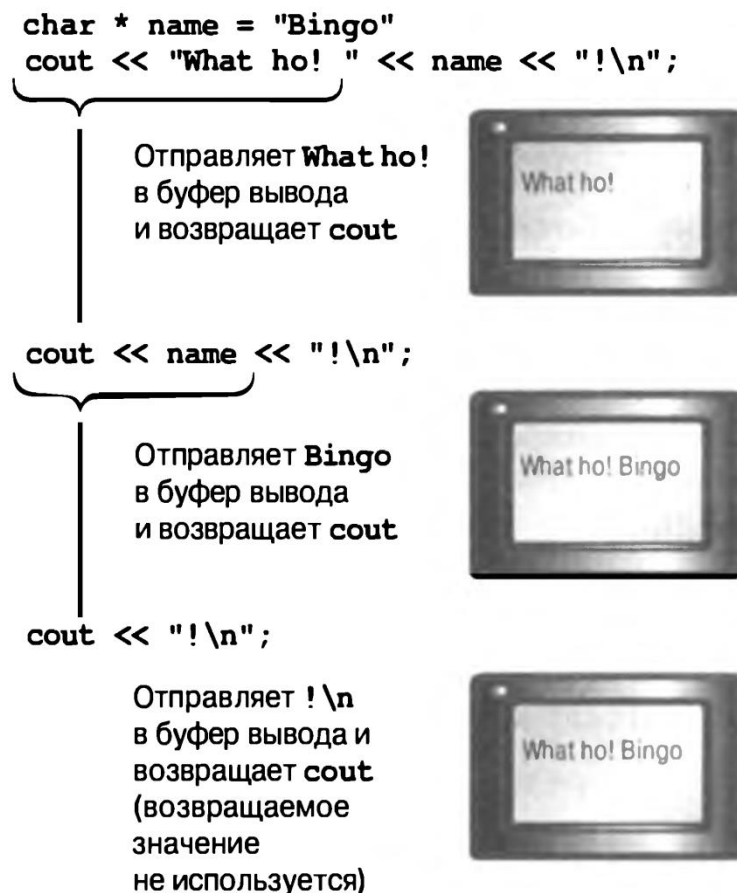 char * name = "Bingo"
cout << "What ho! " << name << "!\n";
Отправляет What ho!
в буфер вывода
и возвращает cout
What ho!
cout << name << "!\n";
Отправляет Bingo
в буфер вывода
и возвращает cout
What ho! Bingo
cout << "!\n";
Отправляет !\n
в буфер вывода и
возвращает cout
(возвращаемое
значение
не используется)
What ho! Bingo